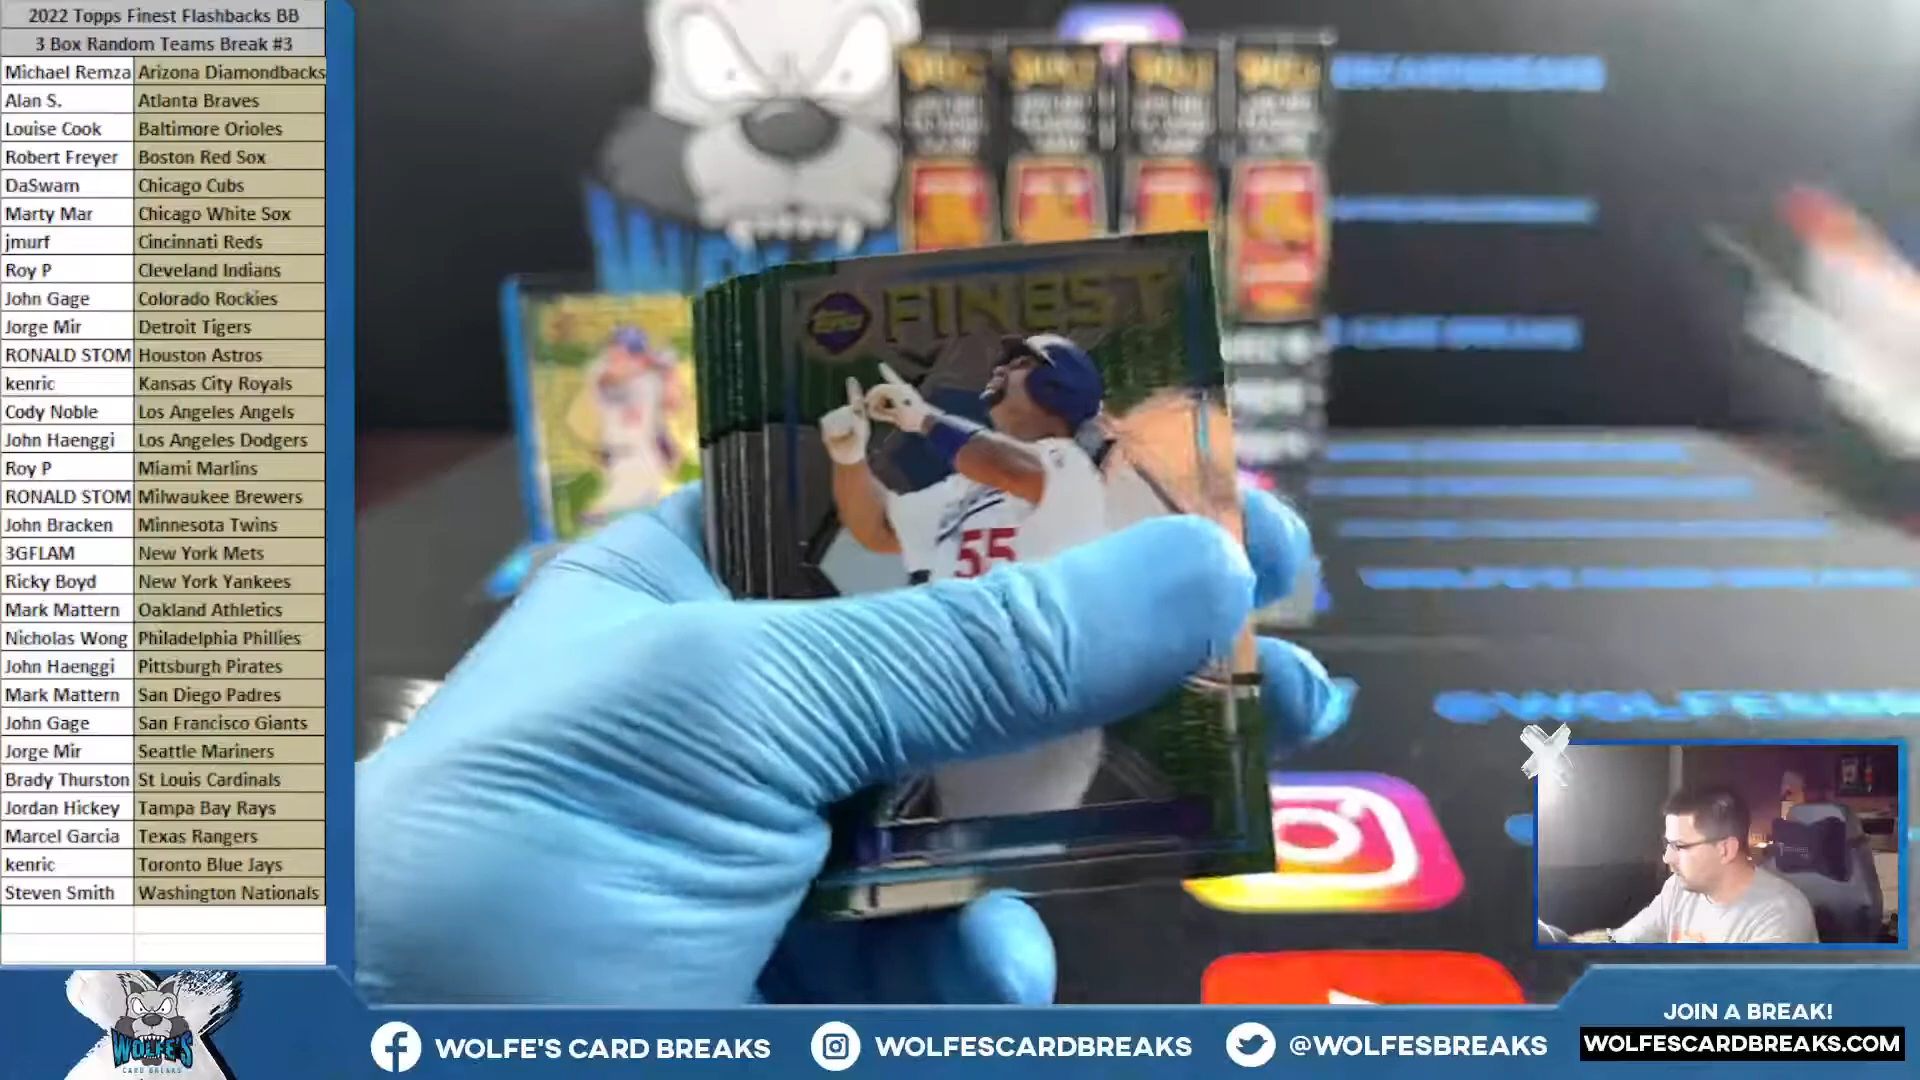 2022 Topps Finest Flashbacks BB
3 Box Random Teams Break #3
Michael Remza Arizona Diamondbacks
Alan S. Atlanta Braves
Louise Cook Baltimore Orioles
Robert Freyer Boston Red Sox
DaSwam Chicago Cubs
Marty Mar Chicago White Sox
jmurf Cincinnati Reds
Roy P Cleveland Indians
John Gage Colorado Rockies
Jorge Mir Detroit Tigers
RONALD STOM Houston Astros
kenric Kansas City Royals
Cody Noble Los Angeles Angels
John Haenggi Los Angeles Dodgers
Roy P Miami Marlins
RONALD STOM Milwaukee Brewers
John Bracken Minnesota Twins
3GFLAM New York Mets
Ricky Boyd New York Yankees
Mark Mattern Oakland Athletics
Nicholas Wong Philadelphia Phillies
John Haenggi Pittsburgh Pirates
Mark Mattern San Diego Padres
John Gage San Francisco Giants
Jorge Mir Seattle Mariners
Brady Thurston St Louis Cardinals
Jordan Hickey Tampa Bay Rays
Marcel Garcia Texas Rangers
kenric Toronto Blue Jays
Steven Smith Washington Nationals
Topps FINEST
55
WOLFE'S
CARD BREAKS
WOLFE'S CARD BREAKS
WOLFESCARDBREAKS
@WOLFESBREAKS
JOIN A BREAK!
WOLFESCARDBREAKS.COM